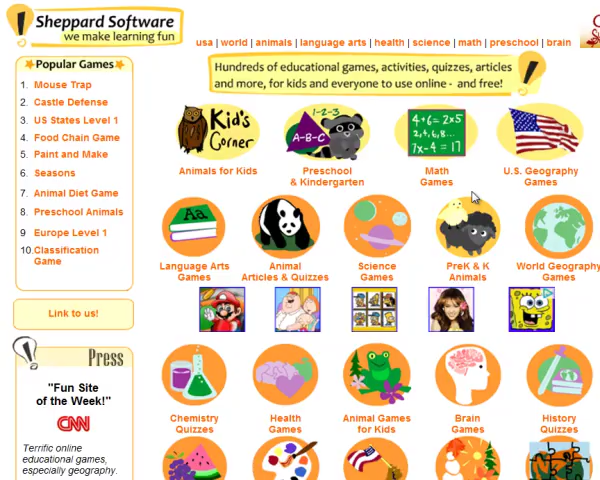 Sheppard Software
we make learning fun
usa | world | animals | language arts | health | science | math | preschool | brain
Popular Games
1. Mouse Trap
2. Castle Defense
3. US States Level 1
4. Food Chain Game
5. Paint and Make
6. Seasons
7. Animal Diet Game
8. Preschool Animals
9 Europe Level 1
10. Classification
Game
Link to us!
Press
"Fun Site
of the Week!"
CNN
Terrific online
educational games,
especially geography.
Hundreds of educational games, activities, quizzes, articles
and more, for kids and everyone to use online - and free!
Kid's
Corner
1-2-3
A-B-C
4+6= 2x5
2,4,6,8...
7x-4 = 17
Animals for Kids
Preschool
& Kindergarten
Math
Games
U.S. Geography
Games
Aa
Language Arts
Games
Animal
Articles & Quizzes
Science
Games
PreK & K
Animals
World Geography
Games
Chemistry
Quizzes
Health
Games
Animal Games
for Kids
Brain
Games
History
Quizzes